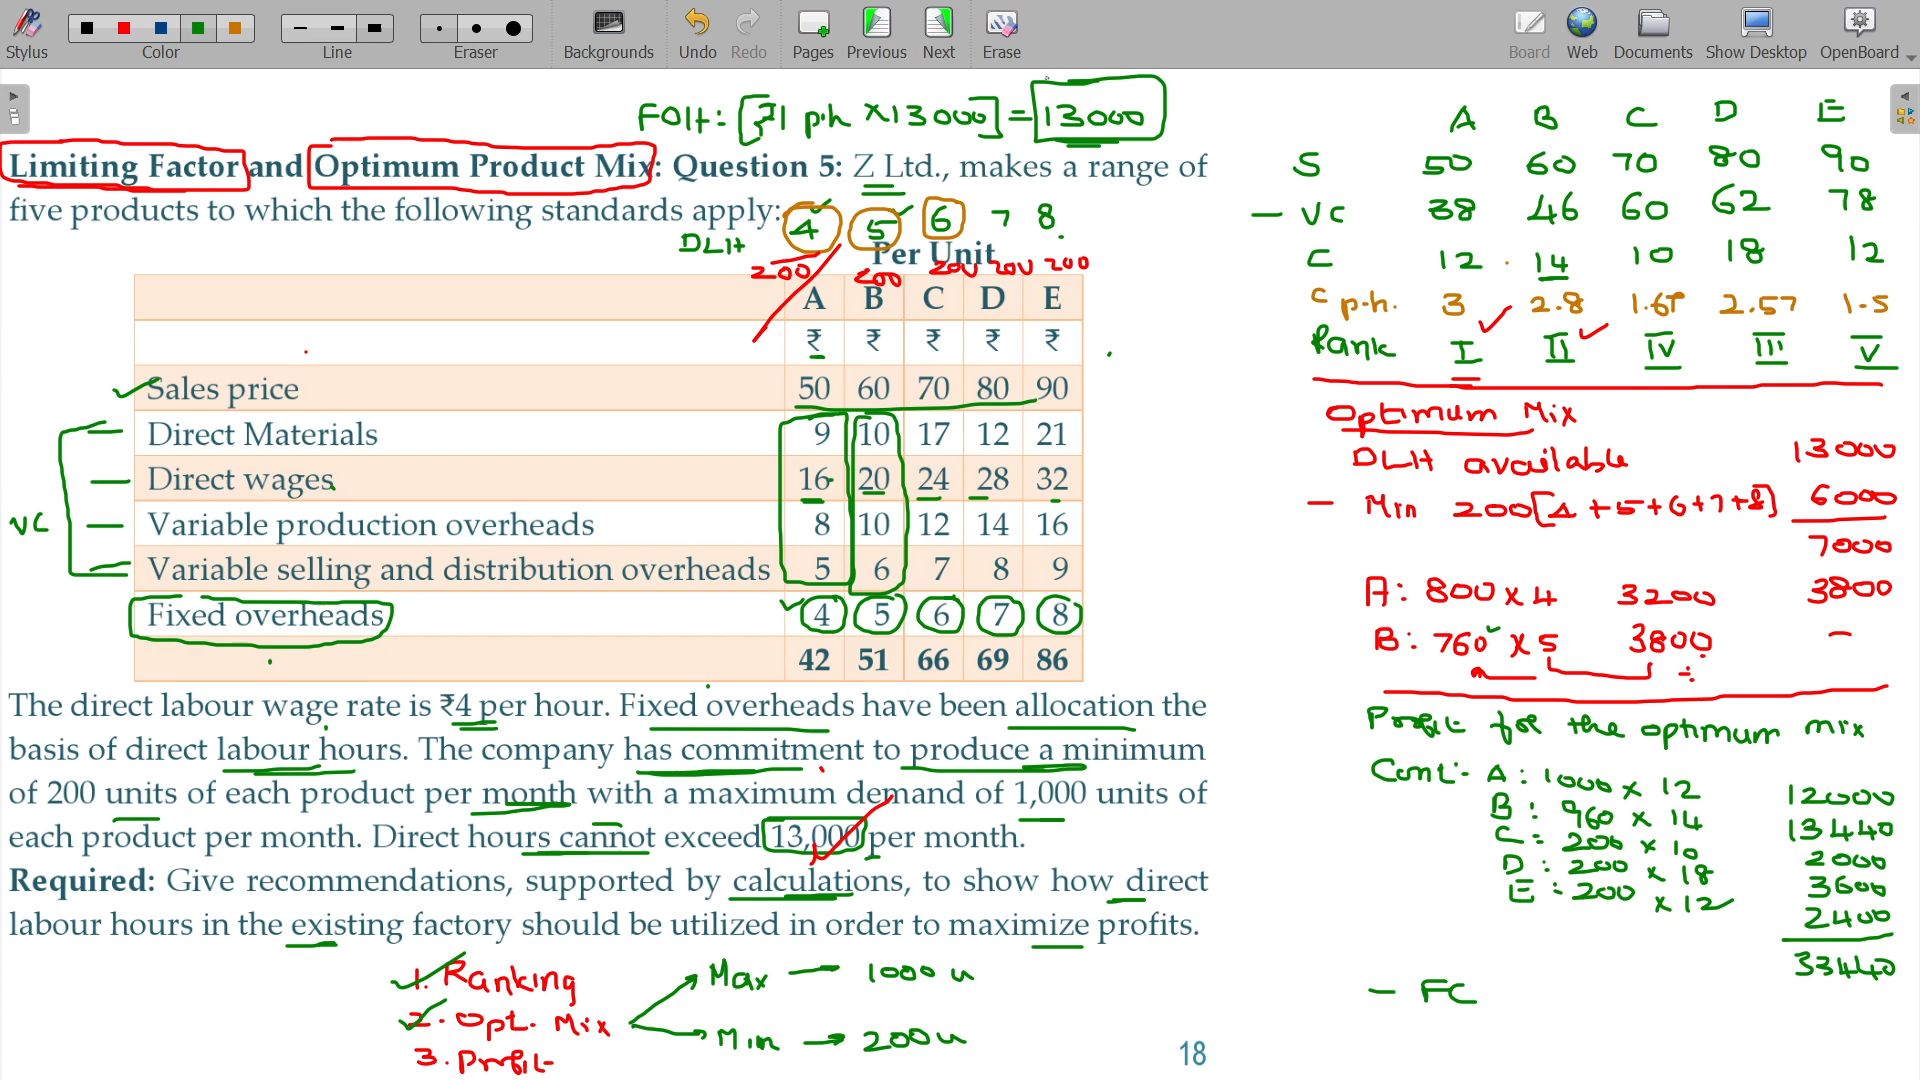 Stylus Color Line Eraser Backgrounds Undo Redo Pages Previous Next Erase Board Web Documents Show Desktop OpenBoard
FOH: [₹1 p.h × 13000] = 13000
Limiting Factor and Optimum Product Mix: Question 5: Z Ltd., makes a range of
five products to which the following standards apply:
DLH 4 5 6 7 8
Per Unit
200 200 200 200 200
A B C D E
₹ ₹ ₹ ₹ ₹
Sales price 50 60 70 80 90
Direct Materials 9 10 17 12 21
Direct wages 16 20 24 28 32
Variable production overheads 8 10 12 14 16
Variable selling and distribution overheads 5 6 7 8 9
Fixed overheads 4 5 6 7 8
42 51 66 69 86
VC
The direct labour wage rate is ₹4 per hour. Fixed overheads have been allocation the
basis of direct labour hours. The company has commitment to produce a minimum
of 200 units of each product per month with a maximum demand of 1,000 units of
each product per month. Direct hours cannot exceed 13,000 per month.
Required: Give recommendations, supported by calculations, to show how direct
labour hours in the existing factory should be utilized in order to maximize profits.
1. Ranking
2. Opt. Mix
3. Profit
Max — 1000 u
Min → 200 u
18
A B C D E
S 50 60 70 80 90
— VC 38 46 60 62 78
C 12 14 10 18 12
C p.h. 3 2.8 1.67 2.57 1.5
Rank I II IV III V
Optimum Mix
DLH available 13000
— Min 200[4+5+6+7+8] 6000
7000
A: 800 × 4 3200 3800
B: 760 × 5 3800 —
Profit for the optimum mix
Cont:- A: 1000 × 12 12000
B: 960 × 14 13440
C: 200 × 10 2000
D: 200 × 18 3600
E: 200 × 12 2400
33440
— FC